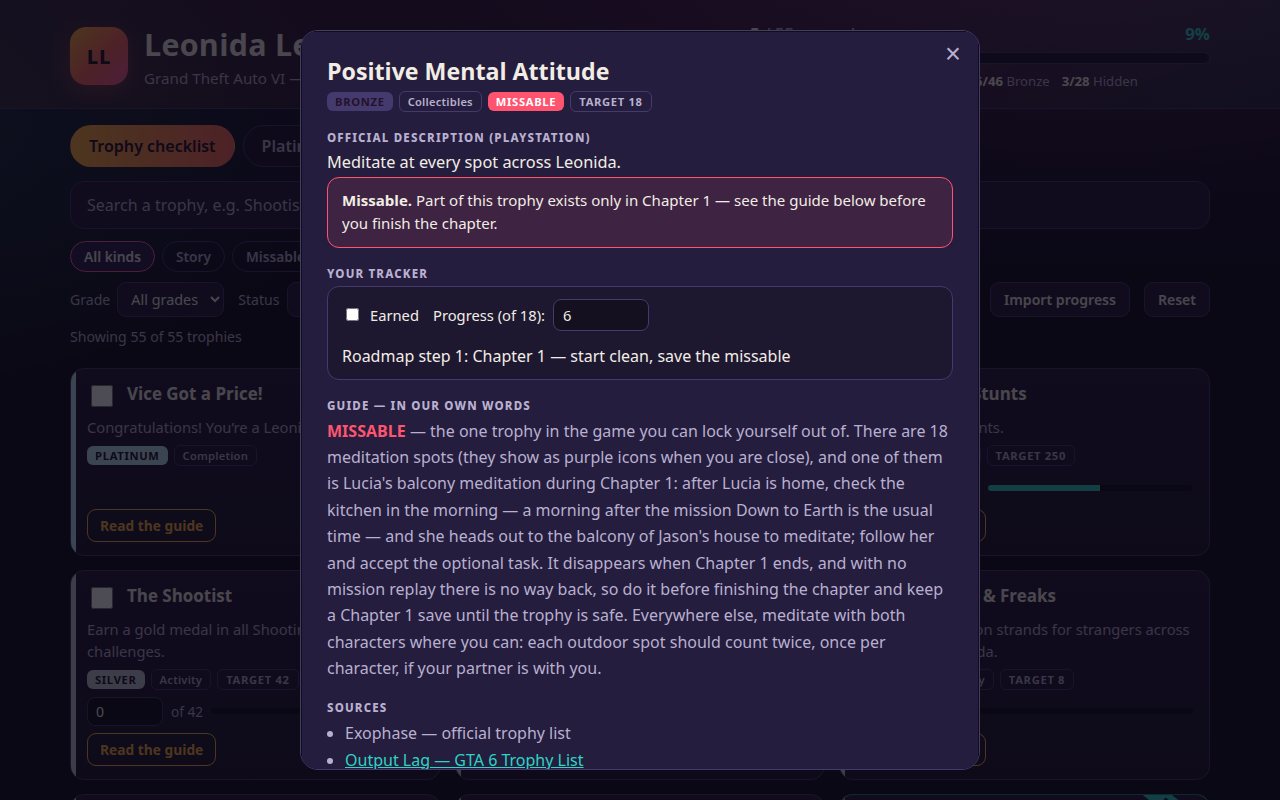 LL
Leonida Le
Grand Theft Auto VI —
9%
/46 Bronze 3/28 Hidden
Trophy checklist
Platin
Search a trophy, e.g. Shootis
All kinds
Story
Missable
Grade
All grades
Status
Import progress
Reset
Showing 55 of 55 trophies
Vice Got a Price!
Congratulations! You're a Leoni
PLATINUM
Completion
Read the guide
Stunts
nts.
TARGET 250
The Shootist
Earn a gold medal in all Shootin
challenges.
SILVER
Activity
TARGET 42
0
of 42
Read the guide
& Freaks
on strands for strangers across
da.
TARGET 8
×
Positive Mental Attitude
BRONZE
Collectibles
MISSABLE
TARGET 18
OFFICIAL DESCRIPTION (PLAYSTATION)
Meditate at every spot across Leonida.
Missable. Part of this trophy exists only in Chapter 1 — see the guide below before
you finish the chapter.
YOUR TRACKER
Earned Progress (of 18): 6
Roadmap step 1: Chapter 1 — start clean, save the missable
GUIDE — IN OUR OWN WORDS
MISSABLE — the one trophy in the game you can lock yourself out of. There are 18
meditation spots (they show as purple icons when you are close), and one of them
is Lucia's balcony meditation during Chapter 1: after Lucia is home, check the
kitchen in the morning — a morning after the mission Down to Earth is the usual
time — and she heads out to the balcony of Jason's house to meditate; follow her
and accept the optional task. It disappears when Chapter 1 ends, and with no
mission replay there is no way back, so do it before finishing the chapter and keep
a Chapter 1 save until the trophy is safe. Everywhere else, meditate with both
characters where you can: each outdoor spot should count twice, once per
character, if your partner is with you.
SOURCES
Exophase — official trophy list
Output Lag — GTA 6 Trophy List